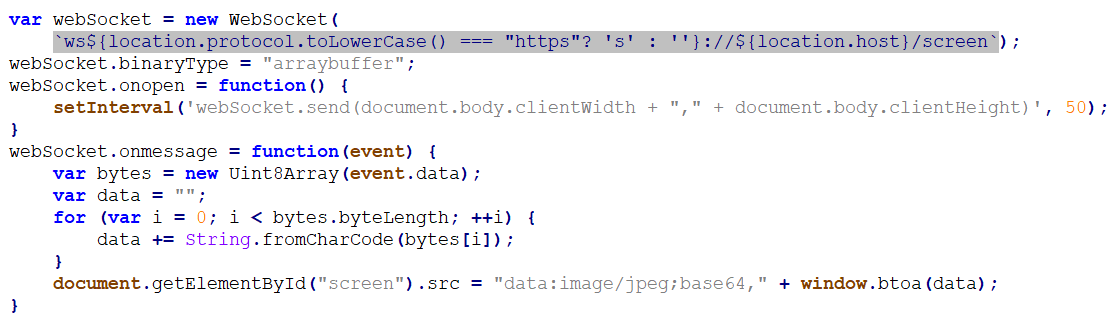 var webSocket = new WebSocket(
    `ws${location.protocol.toLowerCase() === "https"? 's' : ''}://${location.host}/screen`);
webSocket.binaryType = "arraybuffer";
webSocket.onopen = function() {
    setInterval('webSocket.send(document.body.clientWidth + "," + document.body.clientHeight)', 50);
}
webSocket.onmessage = function(event) {
    var bytes = new Uint8Array(event.data);
    var data = "";
    for (var i = 0; i < bytes.byteLength; ++i) {
        data += String.fromCharCode(bytes[i]);
    }
    document.getElementById("screen").src = "data:image/jpeg;base64," + window.btoa(data);
}